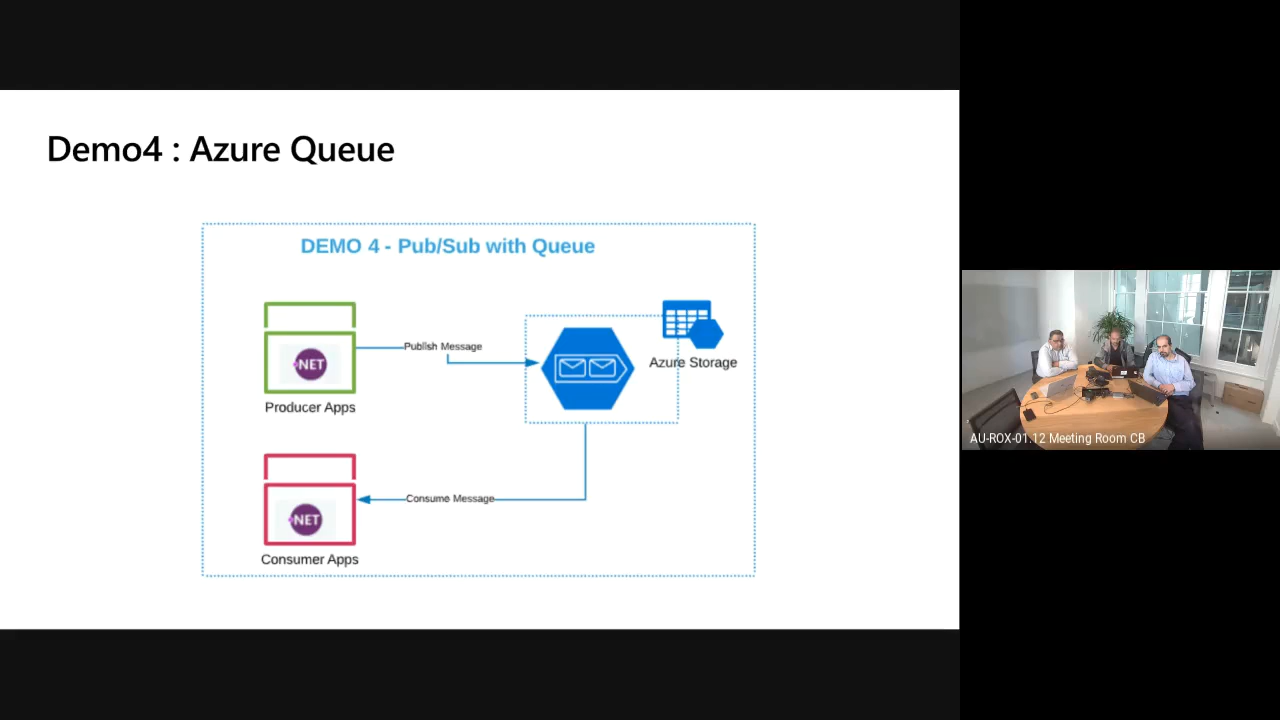 Demo4 : Azure Queue
DEMO 4 - Pub/Sub with Queue
.NET
Publish Message
Azure Storage
Producer Apps
.NET
Consume Message
Consumer Apps
AU-ROX-01.12 Meeting Room CB